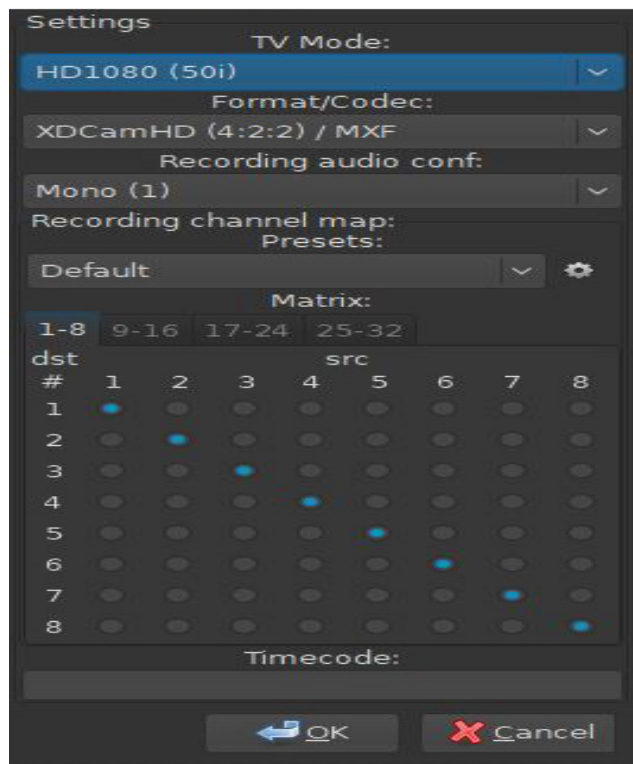 Settings
TV Mode:
HD1080 (50i)
Format/Codec:
XDCamHD (4:2:2) / MXF
Recording audio conf:
Mono (1)
Recording channel map:
Presets:
Default
Matrix:
1-8 9-16 17-24 25-32
dst src
# 1 2 3 4 5 6 7 8
1
2
3
4
5
6
7
8
Timecode:
OK Cancel